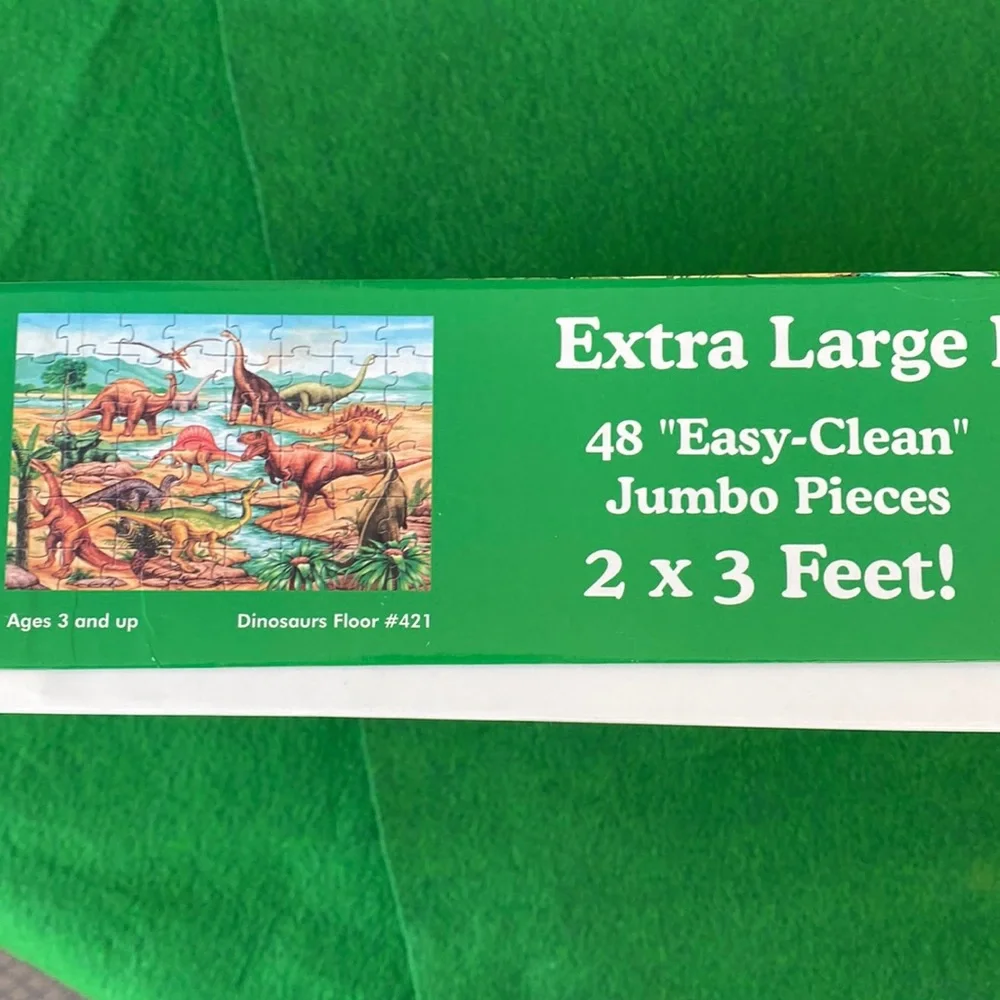 Extra Large
48 "Easy-Clean"
Jumbo Pieces
2 x 3 Feet!
Ages 3 and up
Dinosaurs Floor #421